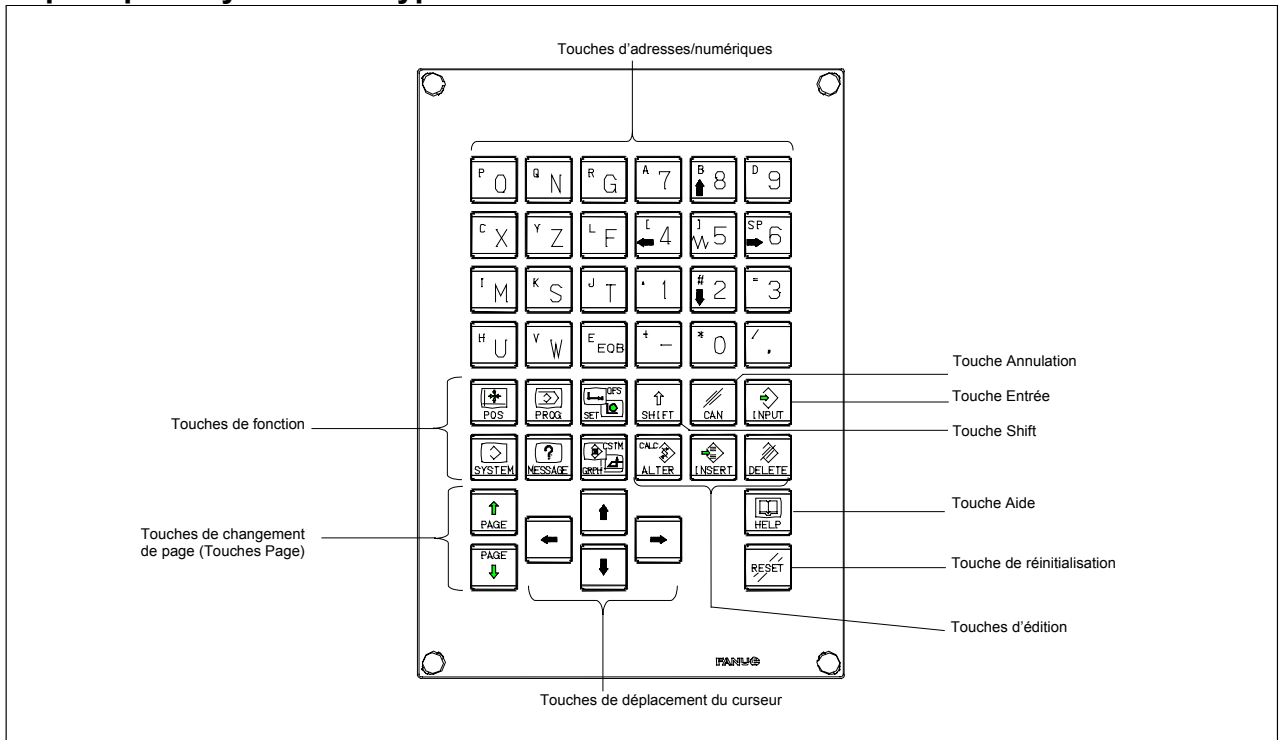 Touches d'adresses/numériques
P O Q N R G A 7 B 8 D 9
C X Y Z L F [ 4 ] 5 SP 6
I M K S J T 1 # 2 = 3
H U V W E EOB + - * 0 / .
POS PROG OFS SET SHIFT CAN INPUT
SYSTEM MESSAGE CSTM GRPH CALC ALTER INSERT DELETE
PAGE HELP
PAGE RESET
Touche Annulation
Touche Entrée
Touche Shift
Touches de fonction
Touche Aide
Touches de changement
de page (Touches Page)
Touche de réinitialisation
Touches d'édition
FANUC
Touches de déplacement du curseur